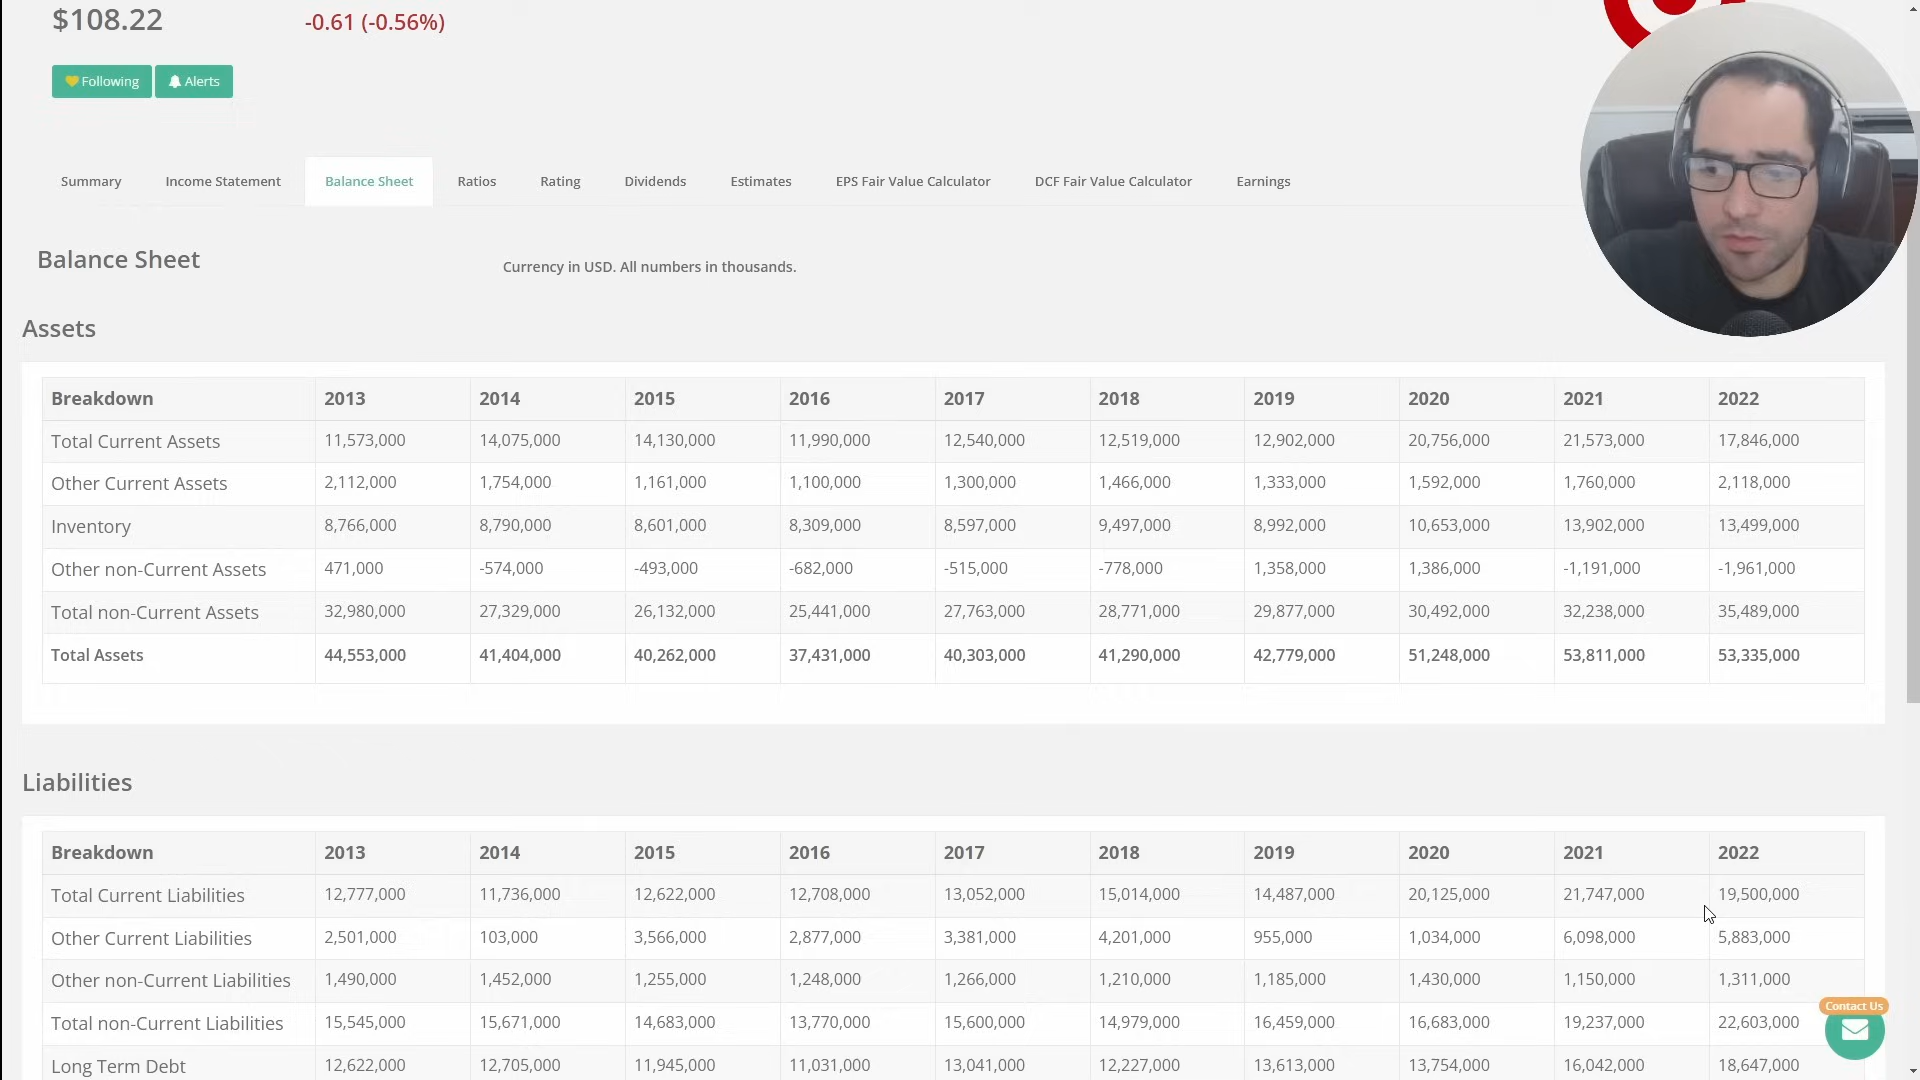 $108.22 -0.61 (-0.56%)
Following Alerts
Summary Income Statement Balance Sheet Ratios Rating Dividends Estimates EPS Fair Value Calculator DCF Fair Value Calculator Earnings
Balance Sheet Currency in USD. All numbers in thousands.
Assets
Breakdown 2013 2014 2015 2016 2017 2018 2019 2020 2021 2022
Total Current Assets 11,573,000 14,075,000 14,130,000 11,990,000 12,540,000 12,519,000 12,902,000 20,756,000 21,573,000 17,846,000
Other Current Assets 2,112,000 1,754,000 1,161,000 1,100,000 1,300,000 1,466,000 1,333,000 1,592,000 1,760,000 2,118,000
Inventory 8,766,000 8,790,000 8,601,000 8,309,000 8,597,000 9,497,000 8,992,000 10,653,000 13,902,000 13,499,000
Other non-Current Assets 471,000 -574,000 -493,000 -682,000 -515,000 -778,000 1,358,000 1,386,000 -1,191,000 -1,961,000
Total non-Current Assets 32,980,000 27,329,000 26,132,000 25,441,000 27,763,000 28,771,000 29,877,000 30,492,000 32,238,000 35,489,000
Total Assets 44,553,000 41,404,000 40,262,000 37,431,000 40,303,000 41,290,000 42,779,000 51,248,000 53,811,000 53,335,000
Liabilities
Breakdown 2013 2014 2015 2016 2017 2018 2019 2020 2021 2022
Total Current Liabilities 12,777,000 11,736,000 12,622,000 12,708,000 13,052,000 15,014,000 14,487,000 20,125,000 21,747,000 19,500,000
Other Current Liabilities 2,501,000 103,000 3,566,000 2,877,000 3,381,000 4,201,000 955,000 1,034,000 6,098,000 5,883,000
Other non-Current Liabilities 1,490,000 1,452,000 1,255,000 1,248,000 1,266,000 1,210,000 1,185,000 1,430,000 1,150,000 1,311,000
Contact Us
Total non-Current Liabilities 15,545,000 15,671,000 14,683,000 13,770,000 15,600,000 14,979,000 16,459,000 16,683,000 19,237,000 22,603,000
Long Term Debt 12,622,000 12,705,000 11,945,000 11,031,000 13,041,000 12,227,000 13,613,000 13,754,000 16,042,000 18,647,000